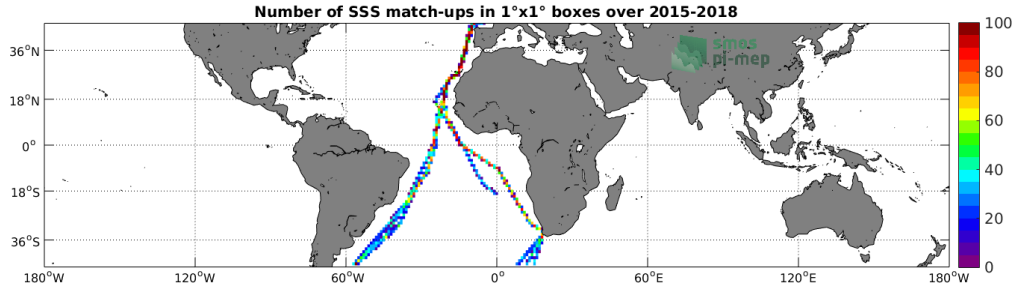 Number of SSS match-ups in 1°x1° boxes over 2015-2018
smos
pi-mep
36°N
18°N
0°
18°S
36°S
180°W
120°W
60°W
0°
60°E
120°E
180°W
100
80
60
40
20
0